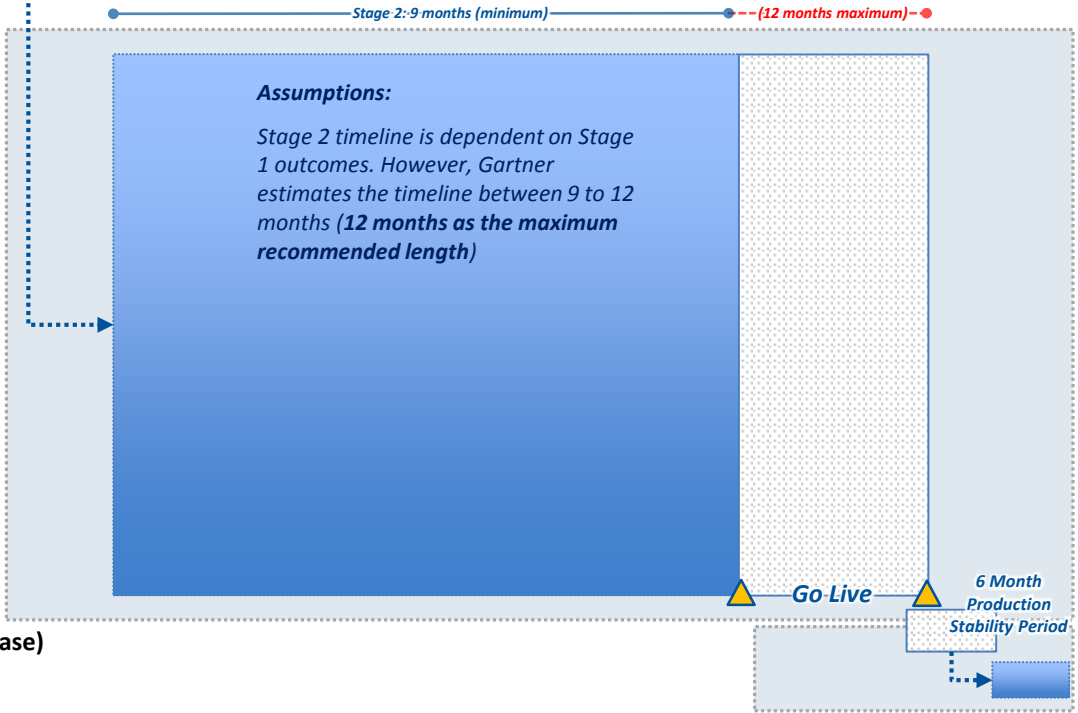 Stage 2: 9 months (minimum)
(12 months maximum)
Assumptions:
Stage 2 timeline is dependent on Stage
1 outcomes. However, Gartner
estimates the timeline between 9 to 12
months (12 months as the maximum
recommended length)
Go Live
6 Month
Production
Stability Period
ase)